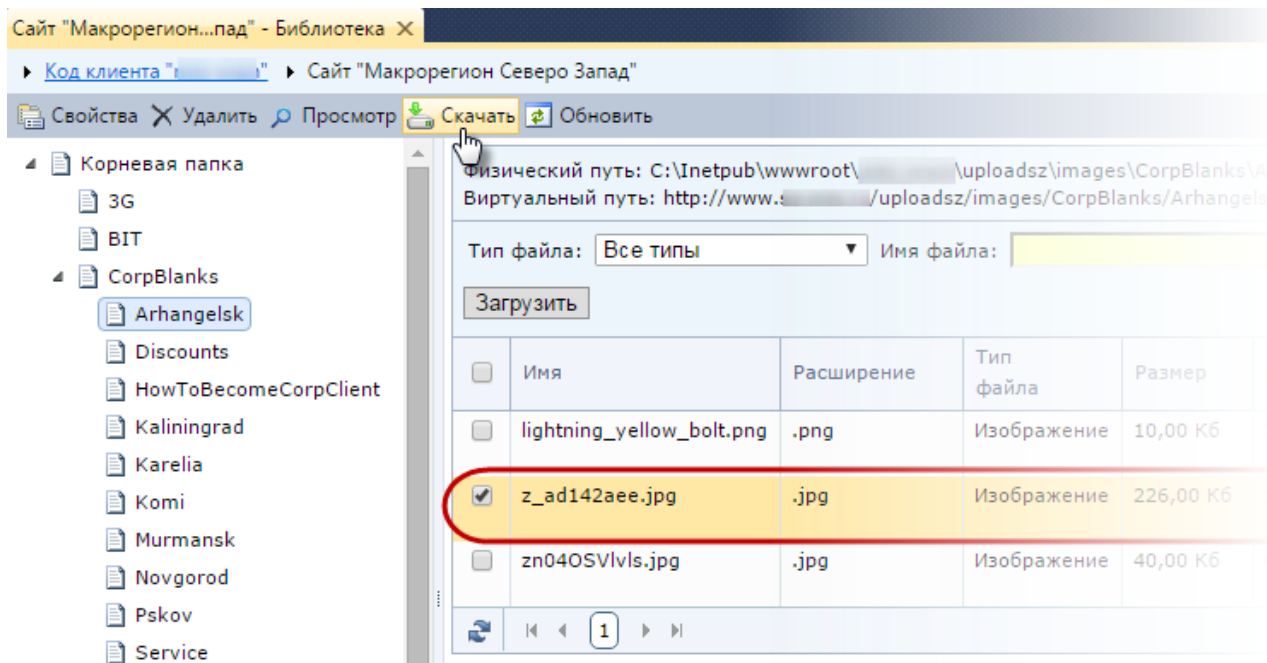 Сайт "Макрорегион...пад" - Библиотека
Код клиента " " Сайт "Макрорегион Северо Запад"
Свойства Удалить Просмотр Скачать Обновить
Корневая папка
3G
BIT
CorpBlanks
Arhangelsk
Discounts
HowToBecomeCorpClient
Kaliningrad
Karelia
Komi
Murmansk
Novgorod
Pskov
Service
Физический путь: C:\Inetpub\wwwroot\ \uploadsz\images\CorpBlanks\A
Виртуальный путь: http://www.s /uploadsz/images/CorpBlanks/Arhangels
Тип файла: Все типы Имя файла:
Загрузить
Имя Расширение Тип файла Размер
lightning_yellow_bolt.png .png Изображение 10,00 Кб
z_ad142aee.jpg .jpg Изображение 226,00 Кб
zn04OSVlvls.jpg .jpg Изображение 40,00 Кб
1